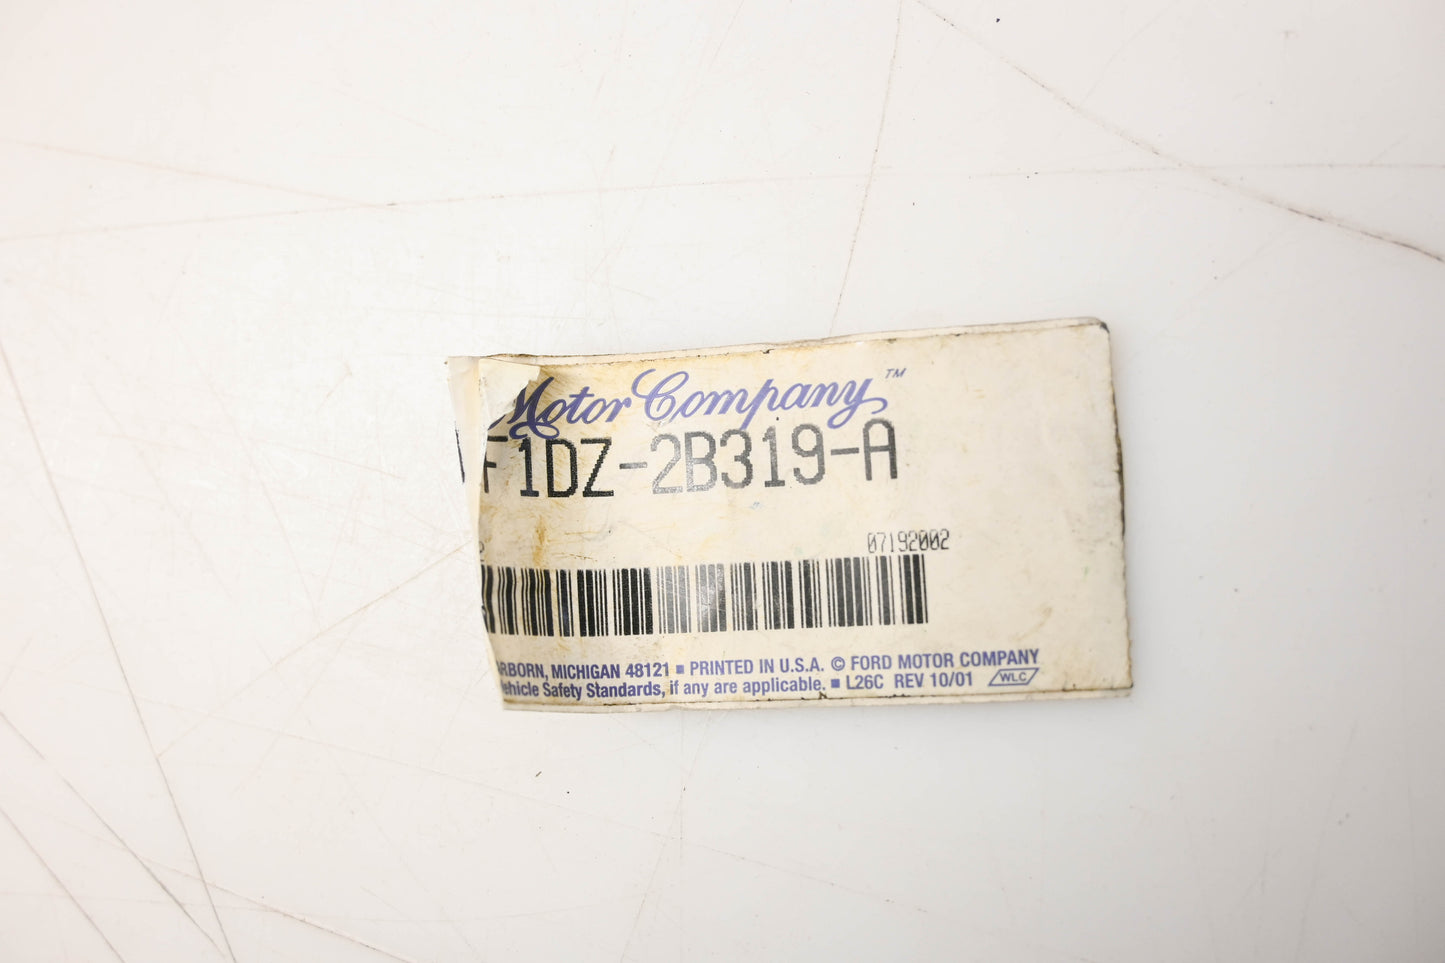 Motor Company™
F1DZ-2B319-A
07192002
RBORN, MICHIGAN 48121 ▪ PRINTED IN U.S.A. © FORD MOTOR COMPANY
ehicle Safety Standards, if any are applicable. ▪ L26C REV 10/01 WLC